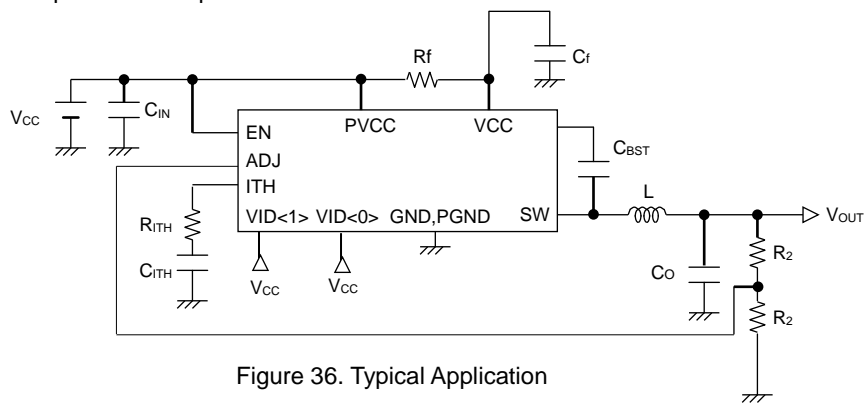 Rf
Cf
VCC
CIN
PVCC
VCC
EN
ADJ
ITH
CBST
VID<1> VID<0> GND,PGND SW
L
VOUT
RITH
R2
CITH
VCC
VCC
CO
R2
Figure 36. Typical Application